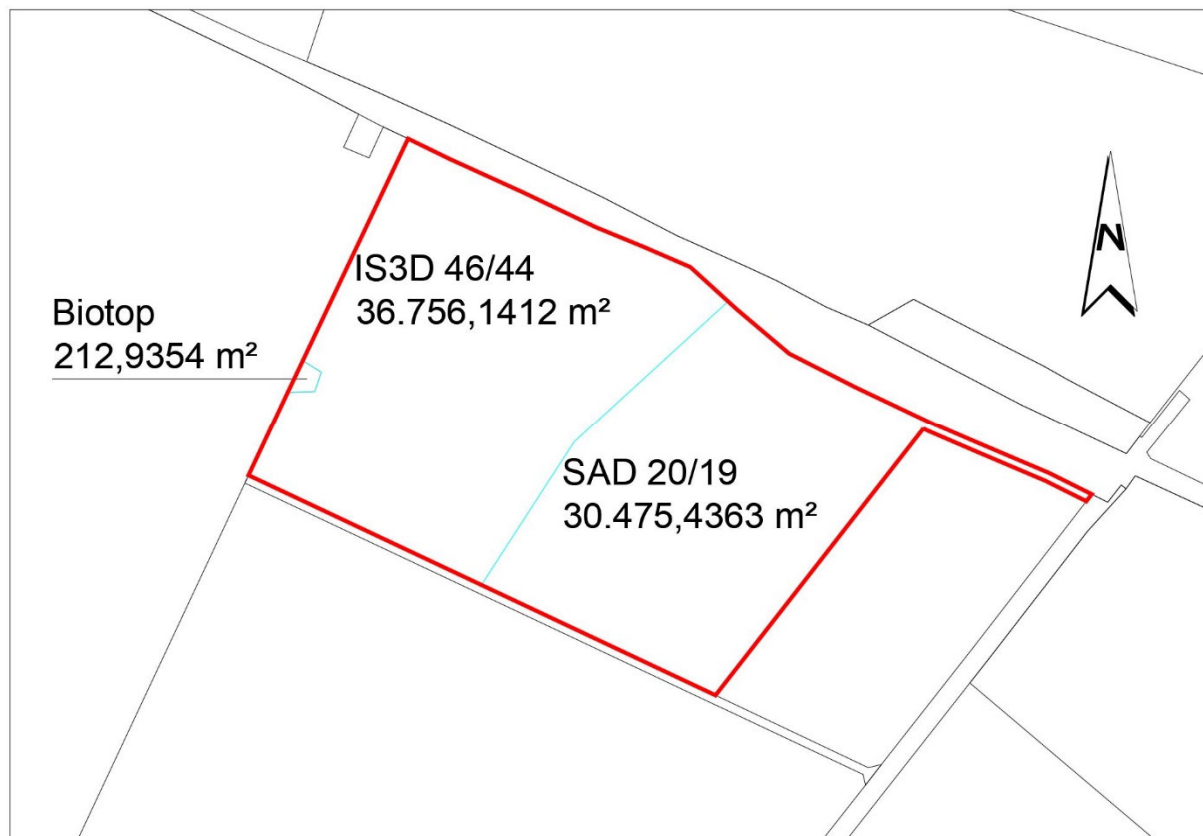 N
IS3D 46/44
36.756,1412 m²
Biotop
212,9354 m²
SAD 20/19
30.475,4363 m²